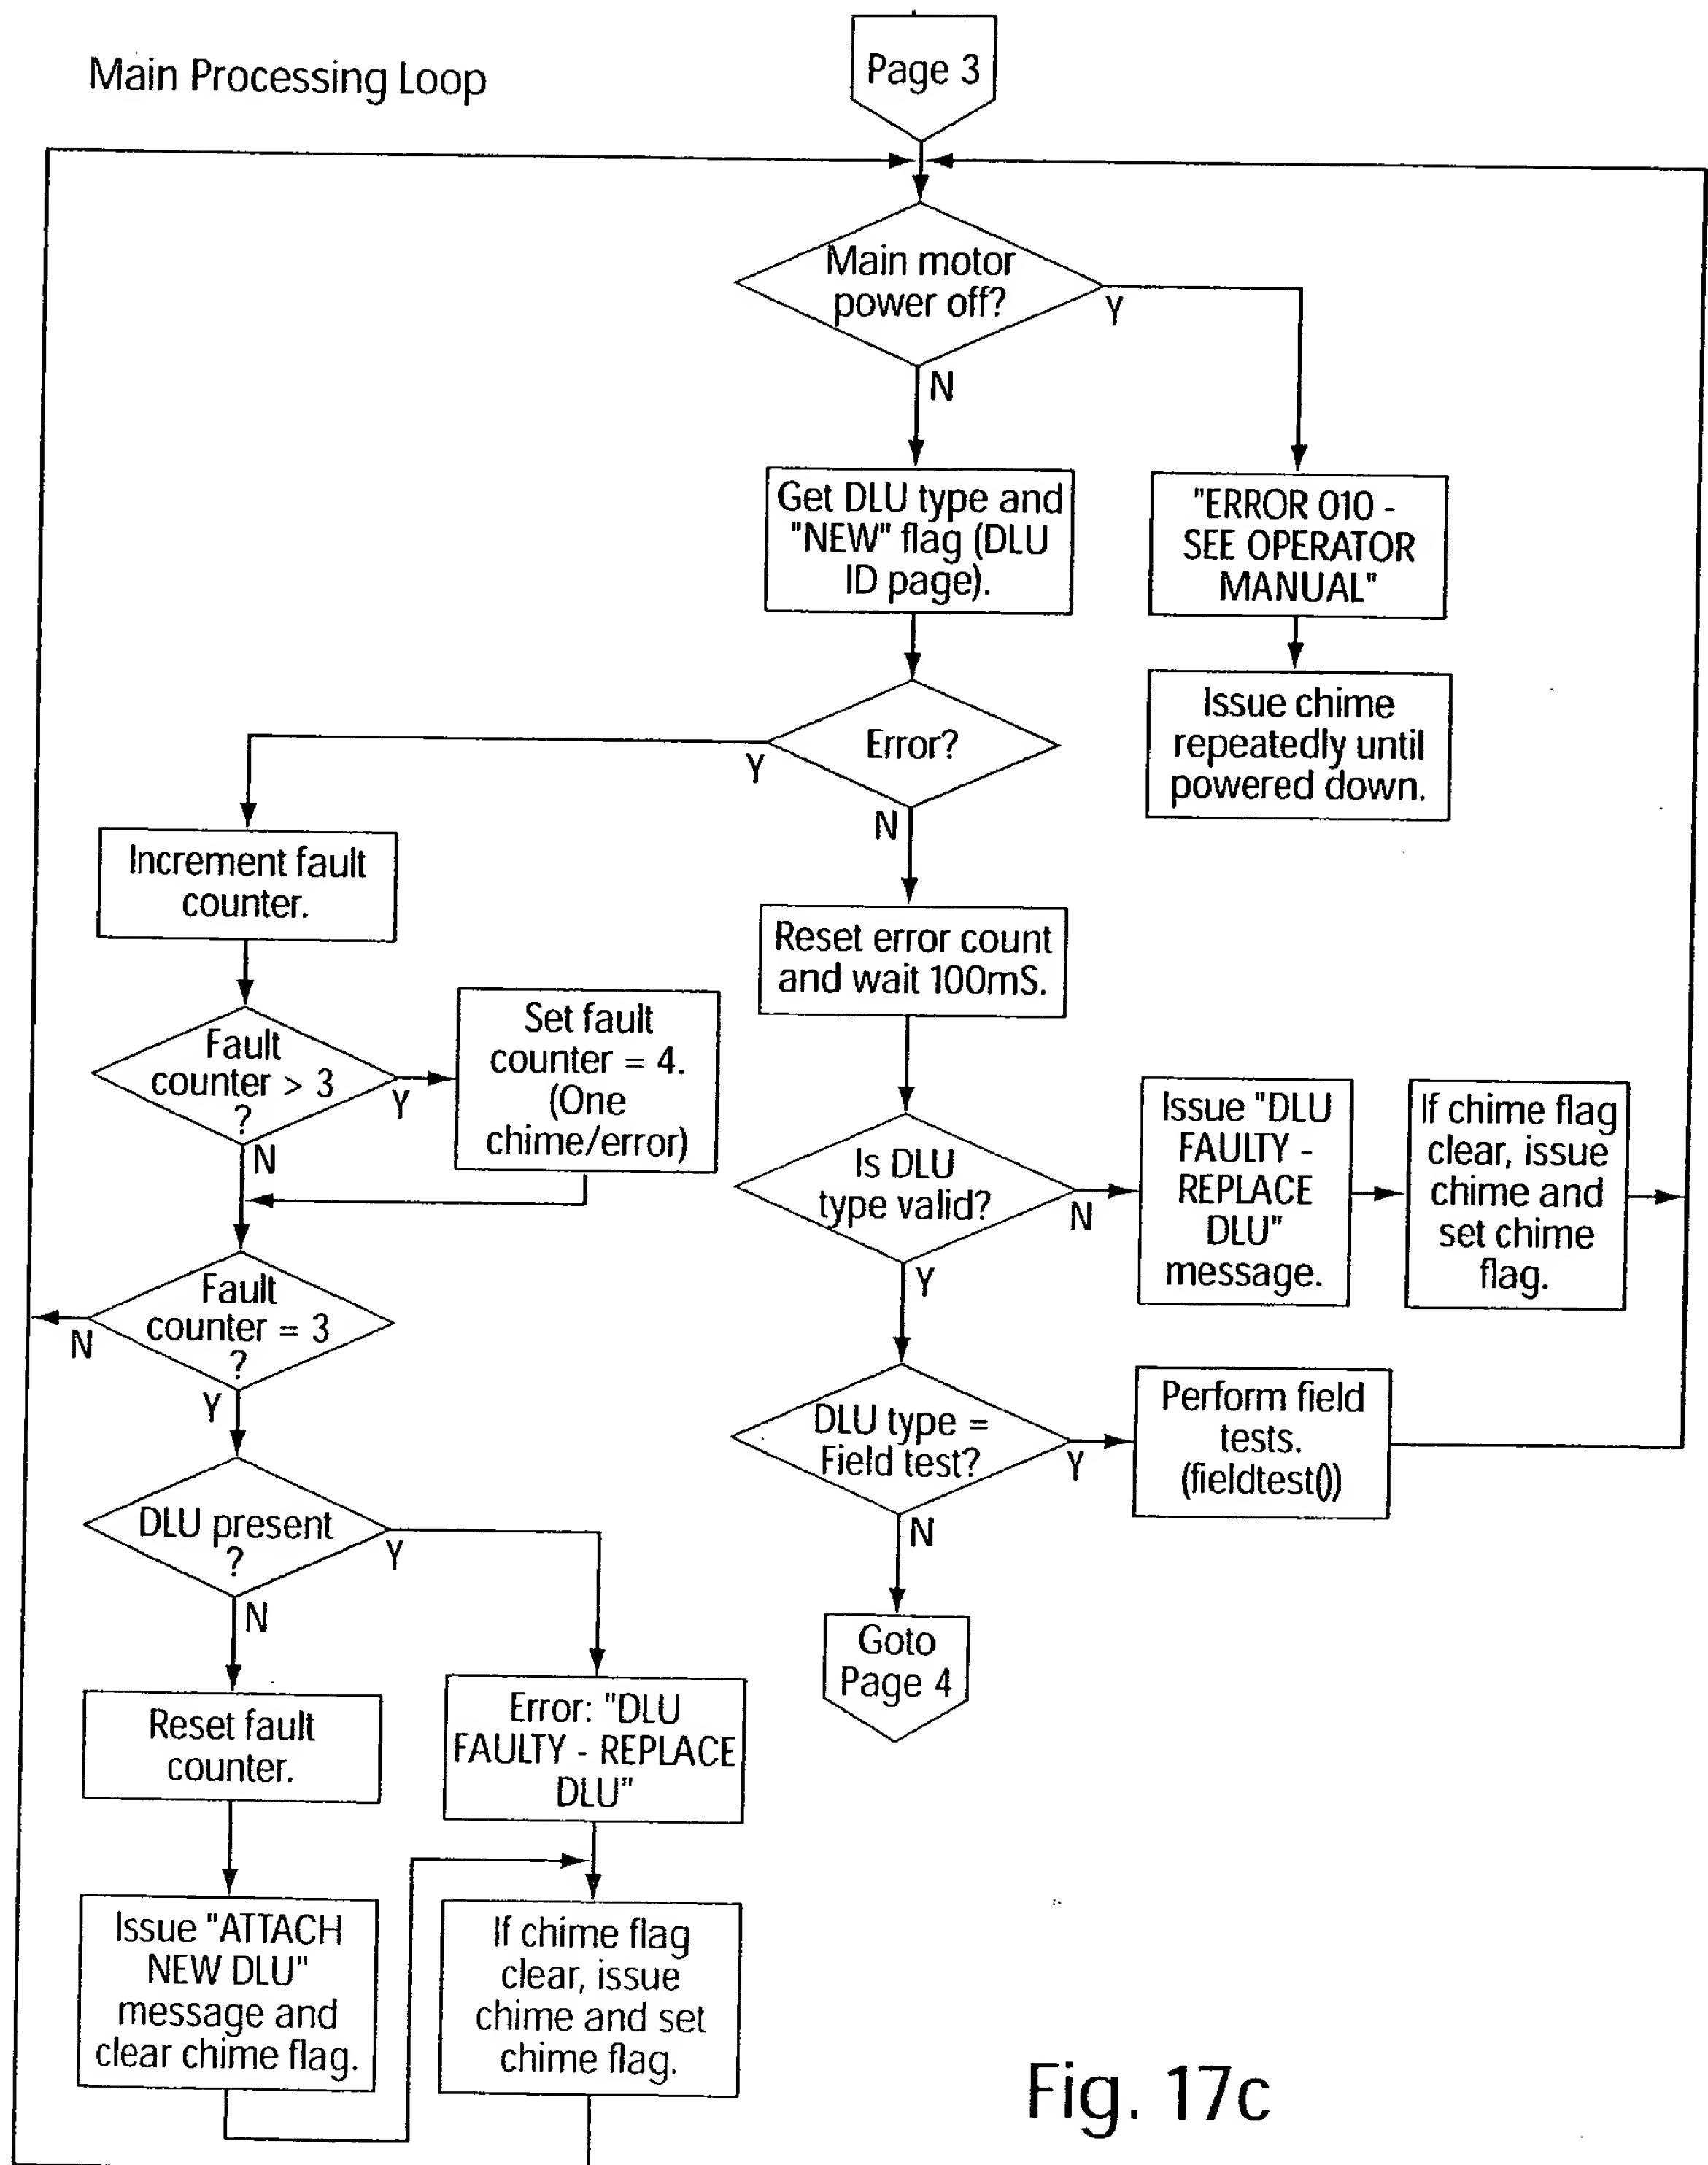 Main Processing Loop
Page 3
Main motor
power off?
Y
N
Get DLU type and
"NEW" flag (DLU
ID page).
"ERROR 010 -
SEE OPERATOR
MANUAL"
Issue chime
repeatedly until
powered down.
Error?
Y
N
Increment fault
counter.
Reset error count
and wait 100mS.
Fault
counter > 3
?
Y
N
Set fault
counter = 4.
(One
chime/error)
Is DLU
type valid?
N
Y
Issue "DLU
FAULTY -
REPLACE
DLU"
message.
If chime flag
clear, issue
chime and
set chime
flag.
Fault
counter = 3
?
N
Y
DLU type =
Field test?
Y
N
Perform field
tests.
(fieldtest())
DLU present
?
Y
N
Goto
Page 4
Reset fault
counter.
Error: "DLU
FAULTY - REPLACE
DLU"
Issue "ATTACH
NEW DLU"
message and
clear chime flag.
If chime flag
clear, issue
chime and set
chime flag.
Fig. 17c